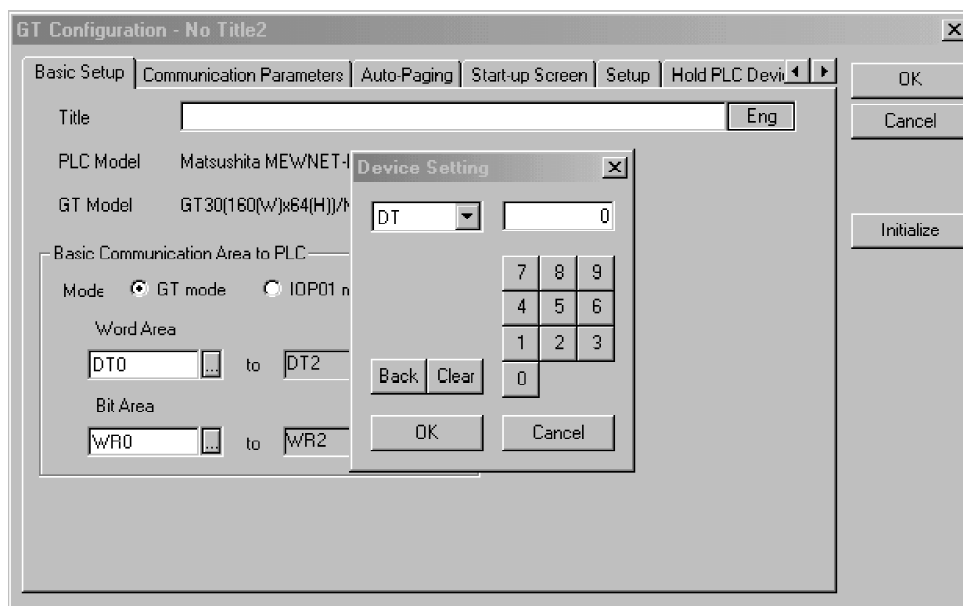 GT Configuration - No Title2
Basic Setup Communication Parameters Auto-Paging Start-up Screen Setup Hold PLC
OK
Cancel
Initialize
Title Eng
PLC Model Matsushita
GT Model GT30(160(W)x64(H))/
Basic Communication Area to PLC
Mode GT mode IOP01
Word Area
DT0 ... to DT2
Bit Area
WR0 ... to WR2
Device Setting
DT 0
7 8 9
4 5 6
1 2 3
Back Clear 0
OK Cancel